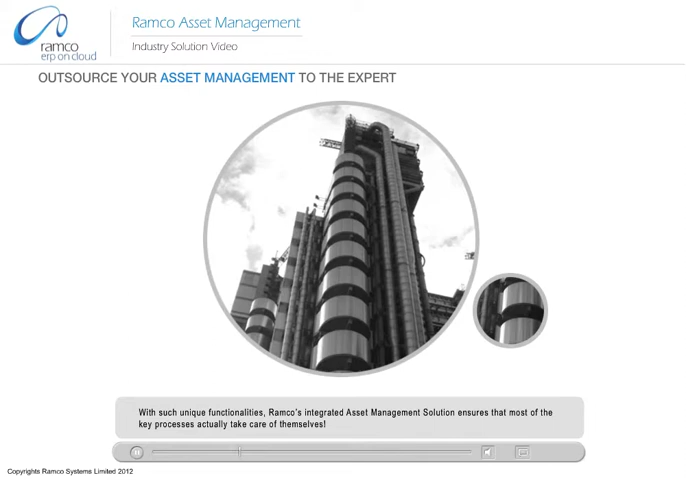 Ramco Asset Management
ramco
erp on cloud
Industry Solution Video
OUTSOURCE YOUR ASSET MANAGEMENT TO THE EXPERT
With such unique functionalities, Ramco's integrated Asset Management Solution ensures that most of the
key processes actually take care of themselves!
Copyrights Ramco Systems Limited 2012